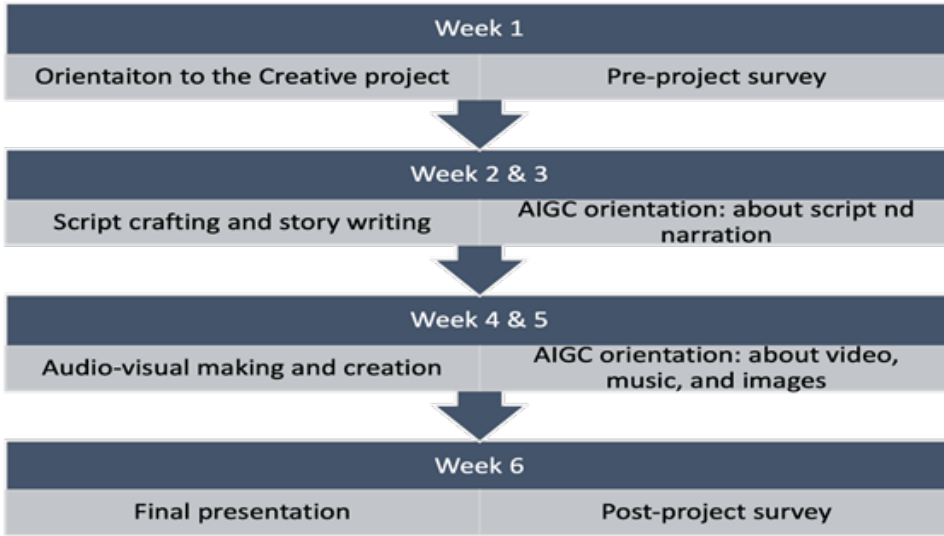 Week 1
Orientaiton to the Creative project
Pre-project survey
Week 2 & 3
Script crafting and story writing
AIGC orientation: about script nd
narration
Week 4 & 5
Audio-visual making and creation
AIGC orientation: about video,
music, and images
Week 6
Final presentation
Post-project survey